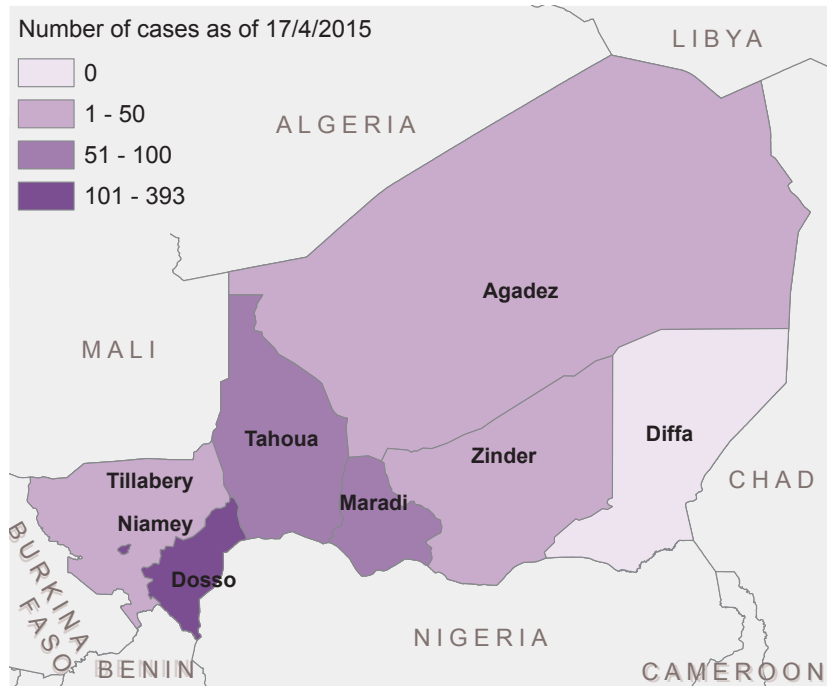 Number of cases as of 17/4/2015
0
1 - 50
51 - 100
101 - 393
LIBYA
ALGERIA
Agadez
MALI
Tahoua
Diffa
Zinder
Tillabery
CHAD
Maradi
Niamey
BURKINA
FASO
Dosso
NIGERIA
BENIN
CAMEROON